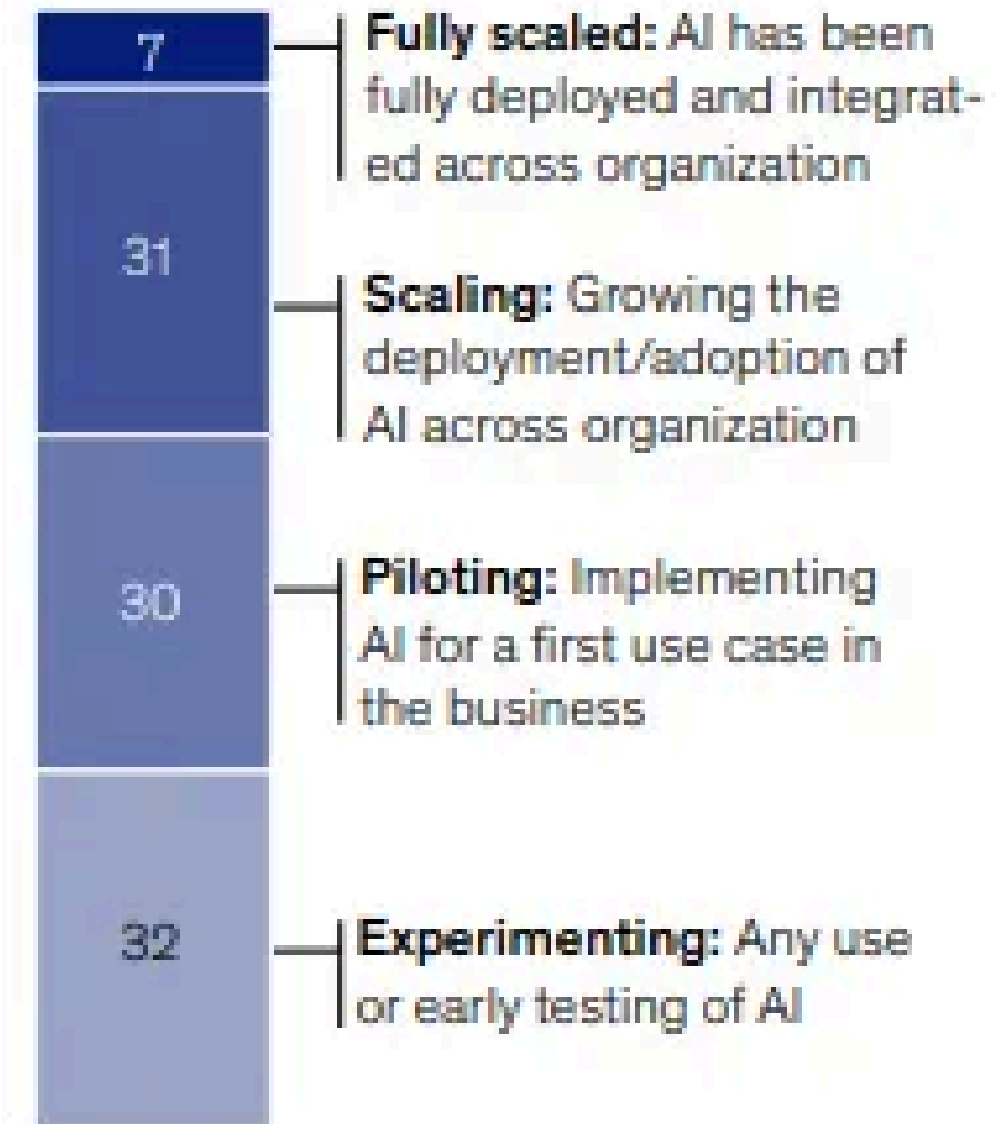 7
Fully scaled: AI has been
fully deployed and integrat-
ed across organization
31
Scaling: Growing the
deployment/adoption of
AI across organization
30
Piloting: Implementing
AI for a first use case in
the business
32
Experimenting: Any use
or early testing of AI